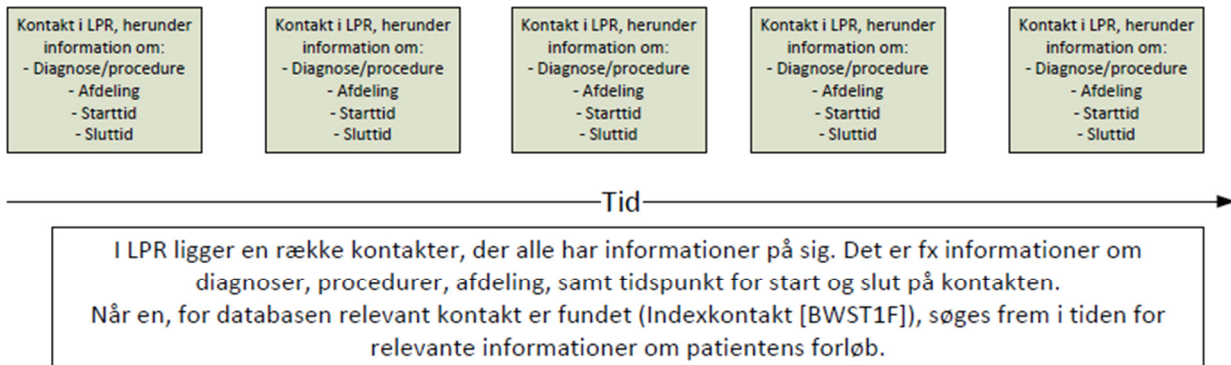 Kontakt i LPR, herunder
information om:
- Diagnose/procedure
- Afdeling
- Starttid
- Sluttid
Kontakt i LPR, herunder
information om:
- Diagnose/procedure
- Afdeling
- Starttid
- Sluttid
Kontakt i LPR, herunder
information om:
- Diagnose/procedure
- Afdeling
- Starttid
- Sluttid
Kontakt i LPR, herunder
information om:
- Diagnose/procedure
- Afdeling
- Starttid
- Sluttid
Kontakt i LPR, herunder
information om:
- Diagnose/procedure
- Afdeling
- Starttid
- Sluttid
Tid
I LPR ligger en række kontakter, der alle har informationer på sig. Det er fx informationer om
diagnoser, procedurer, afdeling, samt tidspunkt for start og slut på kontakten.
Når en, for databasen relevant kontakt er fundet (Indexkontakt [BWST1F]), søges frem i tiden for
relevante informationer om patientens forløb.